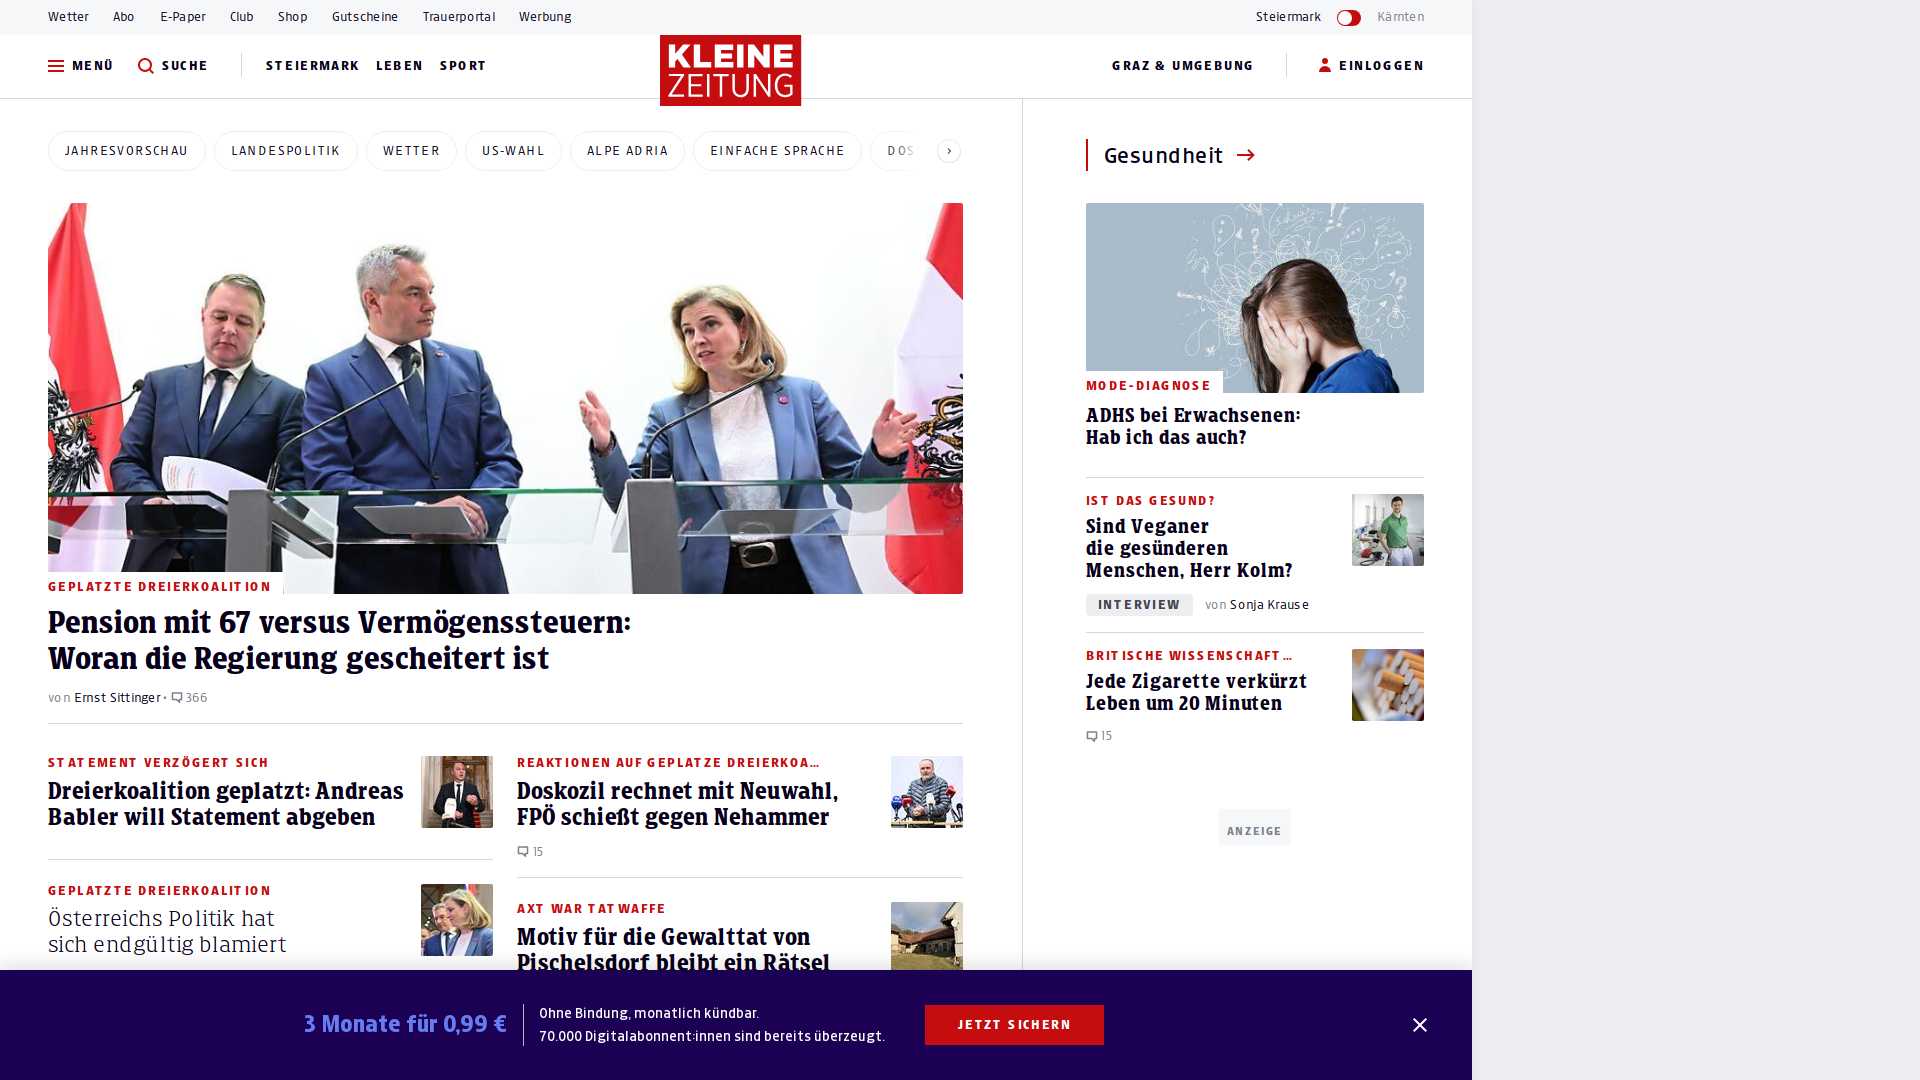 Wetter Abo E-Paper Club Shop Gutscheine Trauerportal Werbung Steiermark Kärnten
MENÜ SUCHE STEIERMARK LEBEN SPORT KLEINE ZEITUNG GRAZ & UMGEBUNG EINLOGGEN
JAHRESVORSCHAU LANDESPOLITIK WETTER US-WAHL ALPE ADRIA EINFACHE SPRACHE DOS
GEPLATZTE DREIERKOALITION
Pension mit 67 versus Vermögenssteuern:
Woran die Regierung gescheitert ist
von Ernst Sittinger • 366
STATEMENT VERZÖGERT SICH
Dreierkoalition geplatzt: Andreas
Babler will Statement abgeben
GEPLATZTE DREIERKOALITION
Österreichs Politik hat
sich endgültig blamiert
REAKTIONEN AUF GEPLATZE DREIERKOA…
Doskozil rechnet mit Neuwahl,
FPÖ schießt gegen Nehammer
15
AXT WAR TATWAFFE
Motiv für die Gewalttat von
Pischelsdorf bleibt ein Rätsel
Gesundheit
MODE-DIAGNOSE
ADHS bei Erwachsenen:
Hab ich das auch?
IST DAS GESUND?
Sind Veganer
die gesünderen
Menschen, Herr Kolm?
INTERVIEW von Sonja Krause
BRITISCHE WISSENSCHAFT…
Jede Zigarette verkürzt
Leben um 20 Minuten
15
ANZEIGE
3 Monate für 0,99 €
Ohne Bindung, monatlich kündbar.
70.000 Digitalabonnent:innen sind bereits überzeugt.
JETZT SICHERN